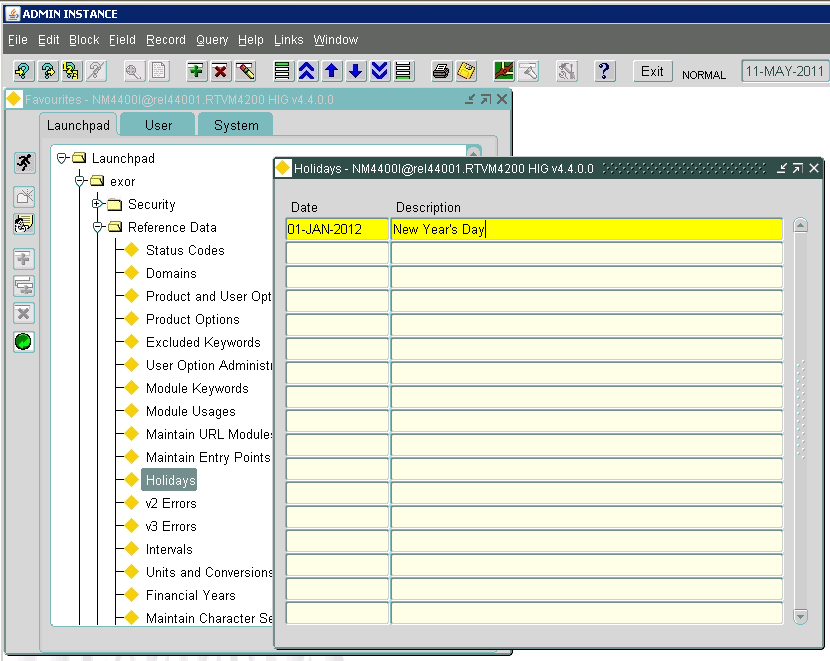 ADMIN INSTANCE
File Edit Block Field Record Query Help Links Window
? Exit NORMAL 11-MAY-2011
Favourites - NM4400I@rel44001.RTVM4200 HIG v4.4.0.0
Launchpad User System
Launchpad
exor
Security
Reference Data
Status Codes
Domains
Product and User Opt
Product Options
Excluded Keywords
User Option Administr
Module Keywords
Module Usages
Maintain URL Modules
Maintain Entry Points
Holidays
v2 Errors
v3 Errors
Intervals
Units and Conversions
Financial Years
Maintain Character Se
Holidays - NM4400I@rel44001.RTVM4200 HIG v4.4.0.0
Date Description
01-JAN-2012 New Year's Day